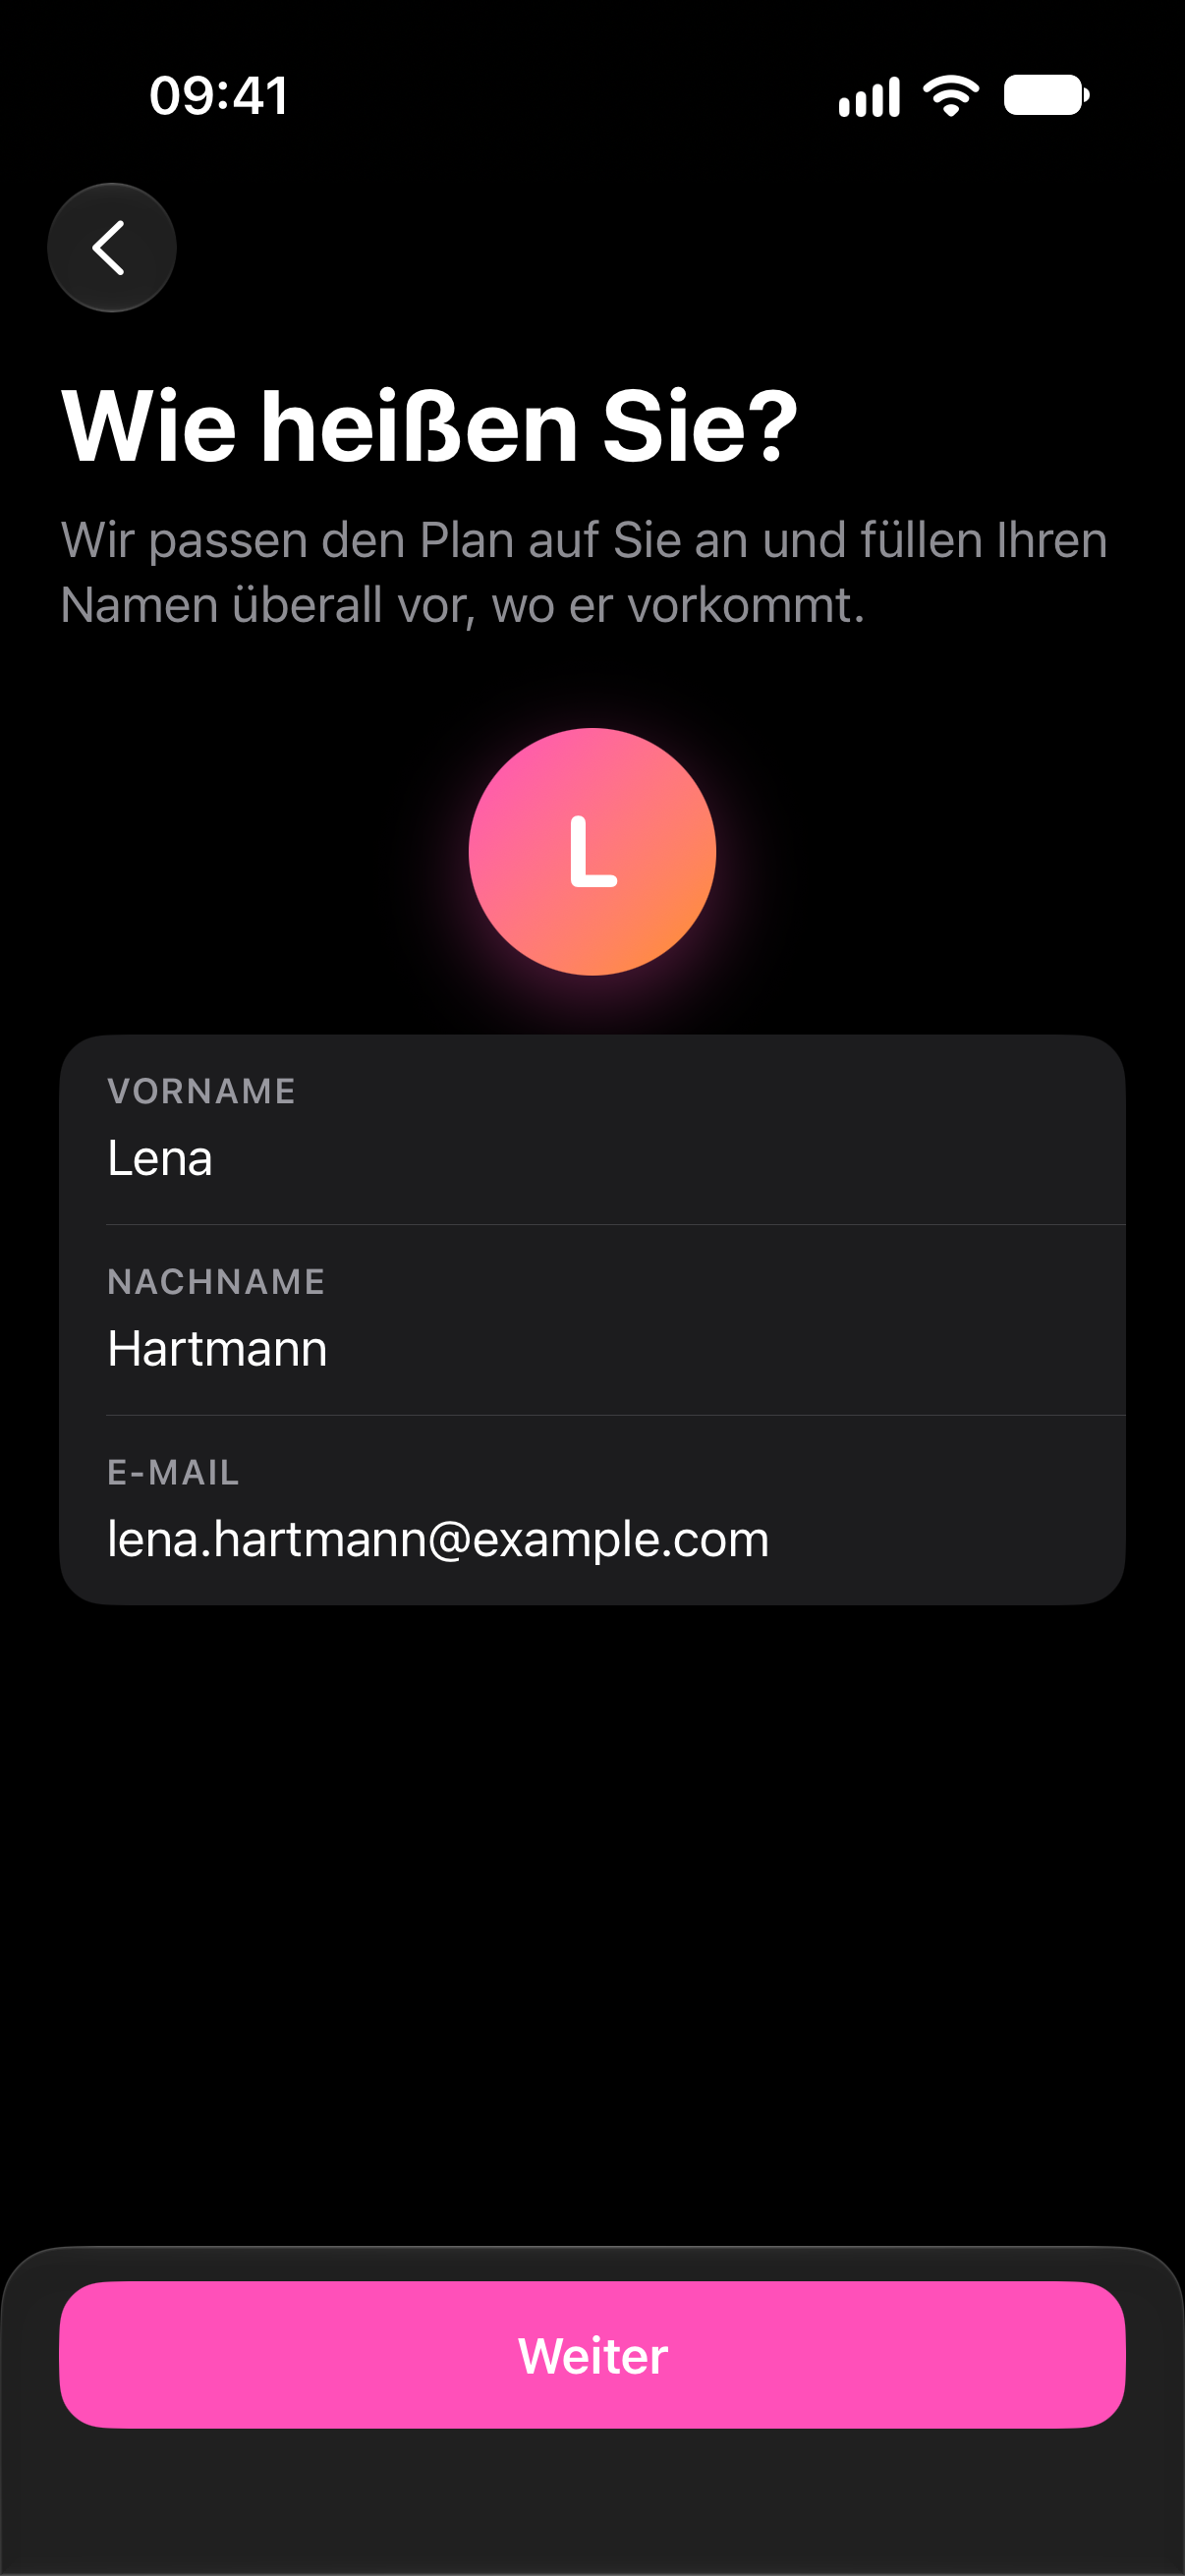 09:41
Wie heißen Sie?
Wir passen den Plan auf Sie an und füllen Ihren
Namen überall vor, wo er vorkommt.
L
VORNAME
Lena
NACHNAME
Hartmann
E-MAIL
lena.hartmann@example.com
Weiter